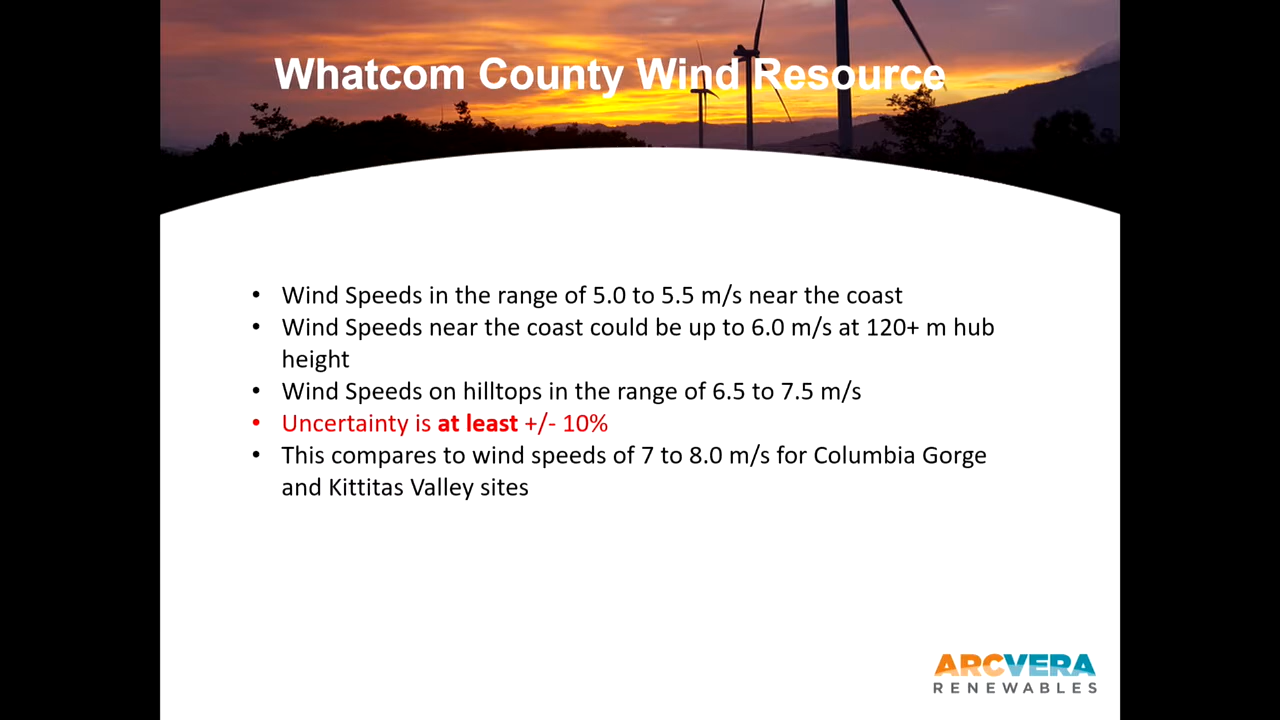 Whatcom County Wind Resource
• Wind Speeds in the range of 5.0 to 5.5 m/s near the coast
• Wind Speeds near the coast could be up to 6.0 m/s at 120+ m hub
height
• Wind Speeds on hilltops in the range of 6.5 to 7.5 m/s
• Uncertainty is at least +/- 10%
• This compares to wind speeds of 7 to 8.0 m/s for Columbia Gorge
and Kittitas Valley sites
ARCVERA
RENEWABLES